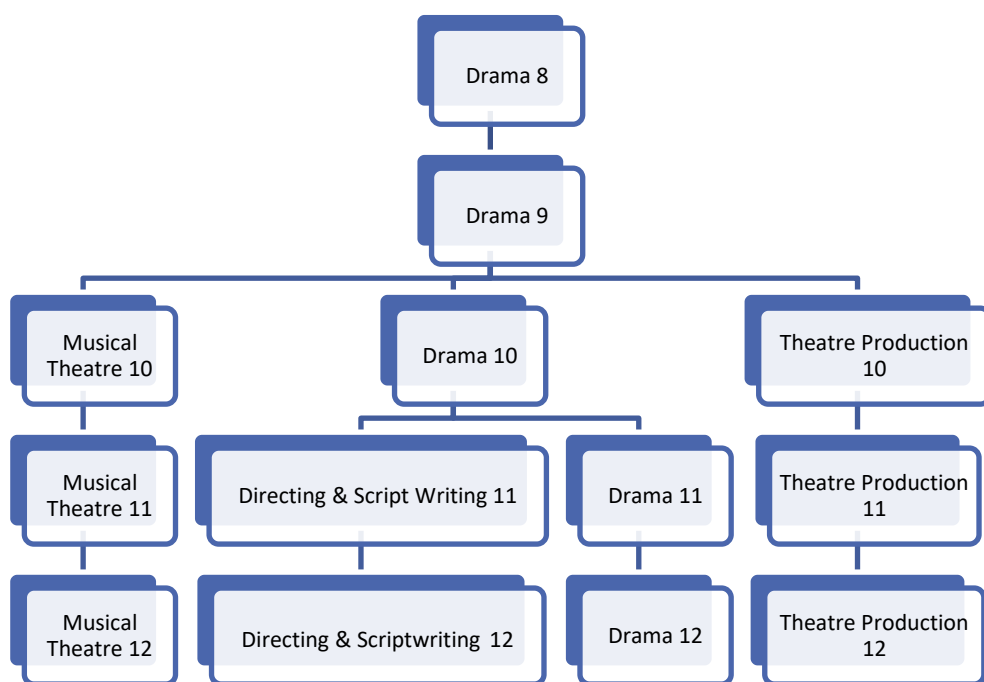 Drama 8
Drama 9
Musical
Theatre 10
Drama 10
Theatre Production
10
Musical
Theatre 11
Directing & Script Writing 11
Drama 11
Theatre Production
11
Musical
Theatre 12
Directing & Scriptwriting 12
Drama 12
Theatre Production
12